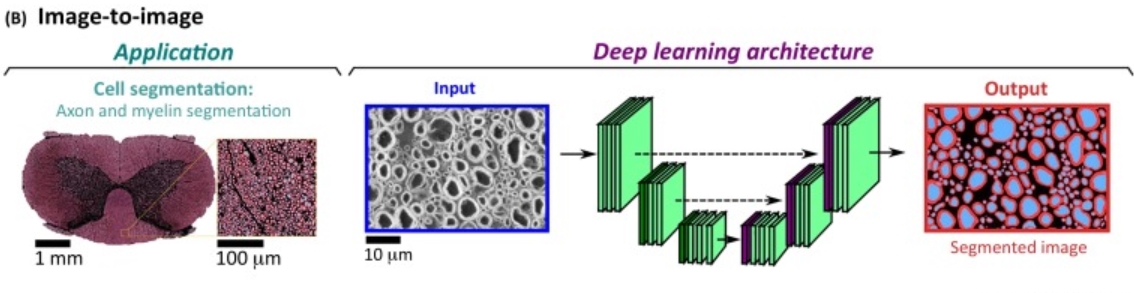 (B) Image-to-image
Application
Deep learning architecture
Cell segmentation:
Axon and myelin segmentation
1 mm
100 μm
Input
10 μm
Output
Segmented image